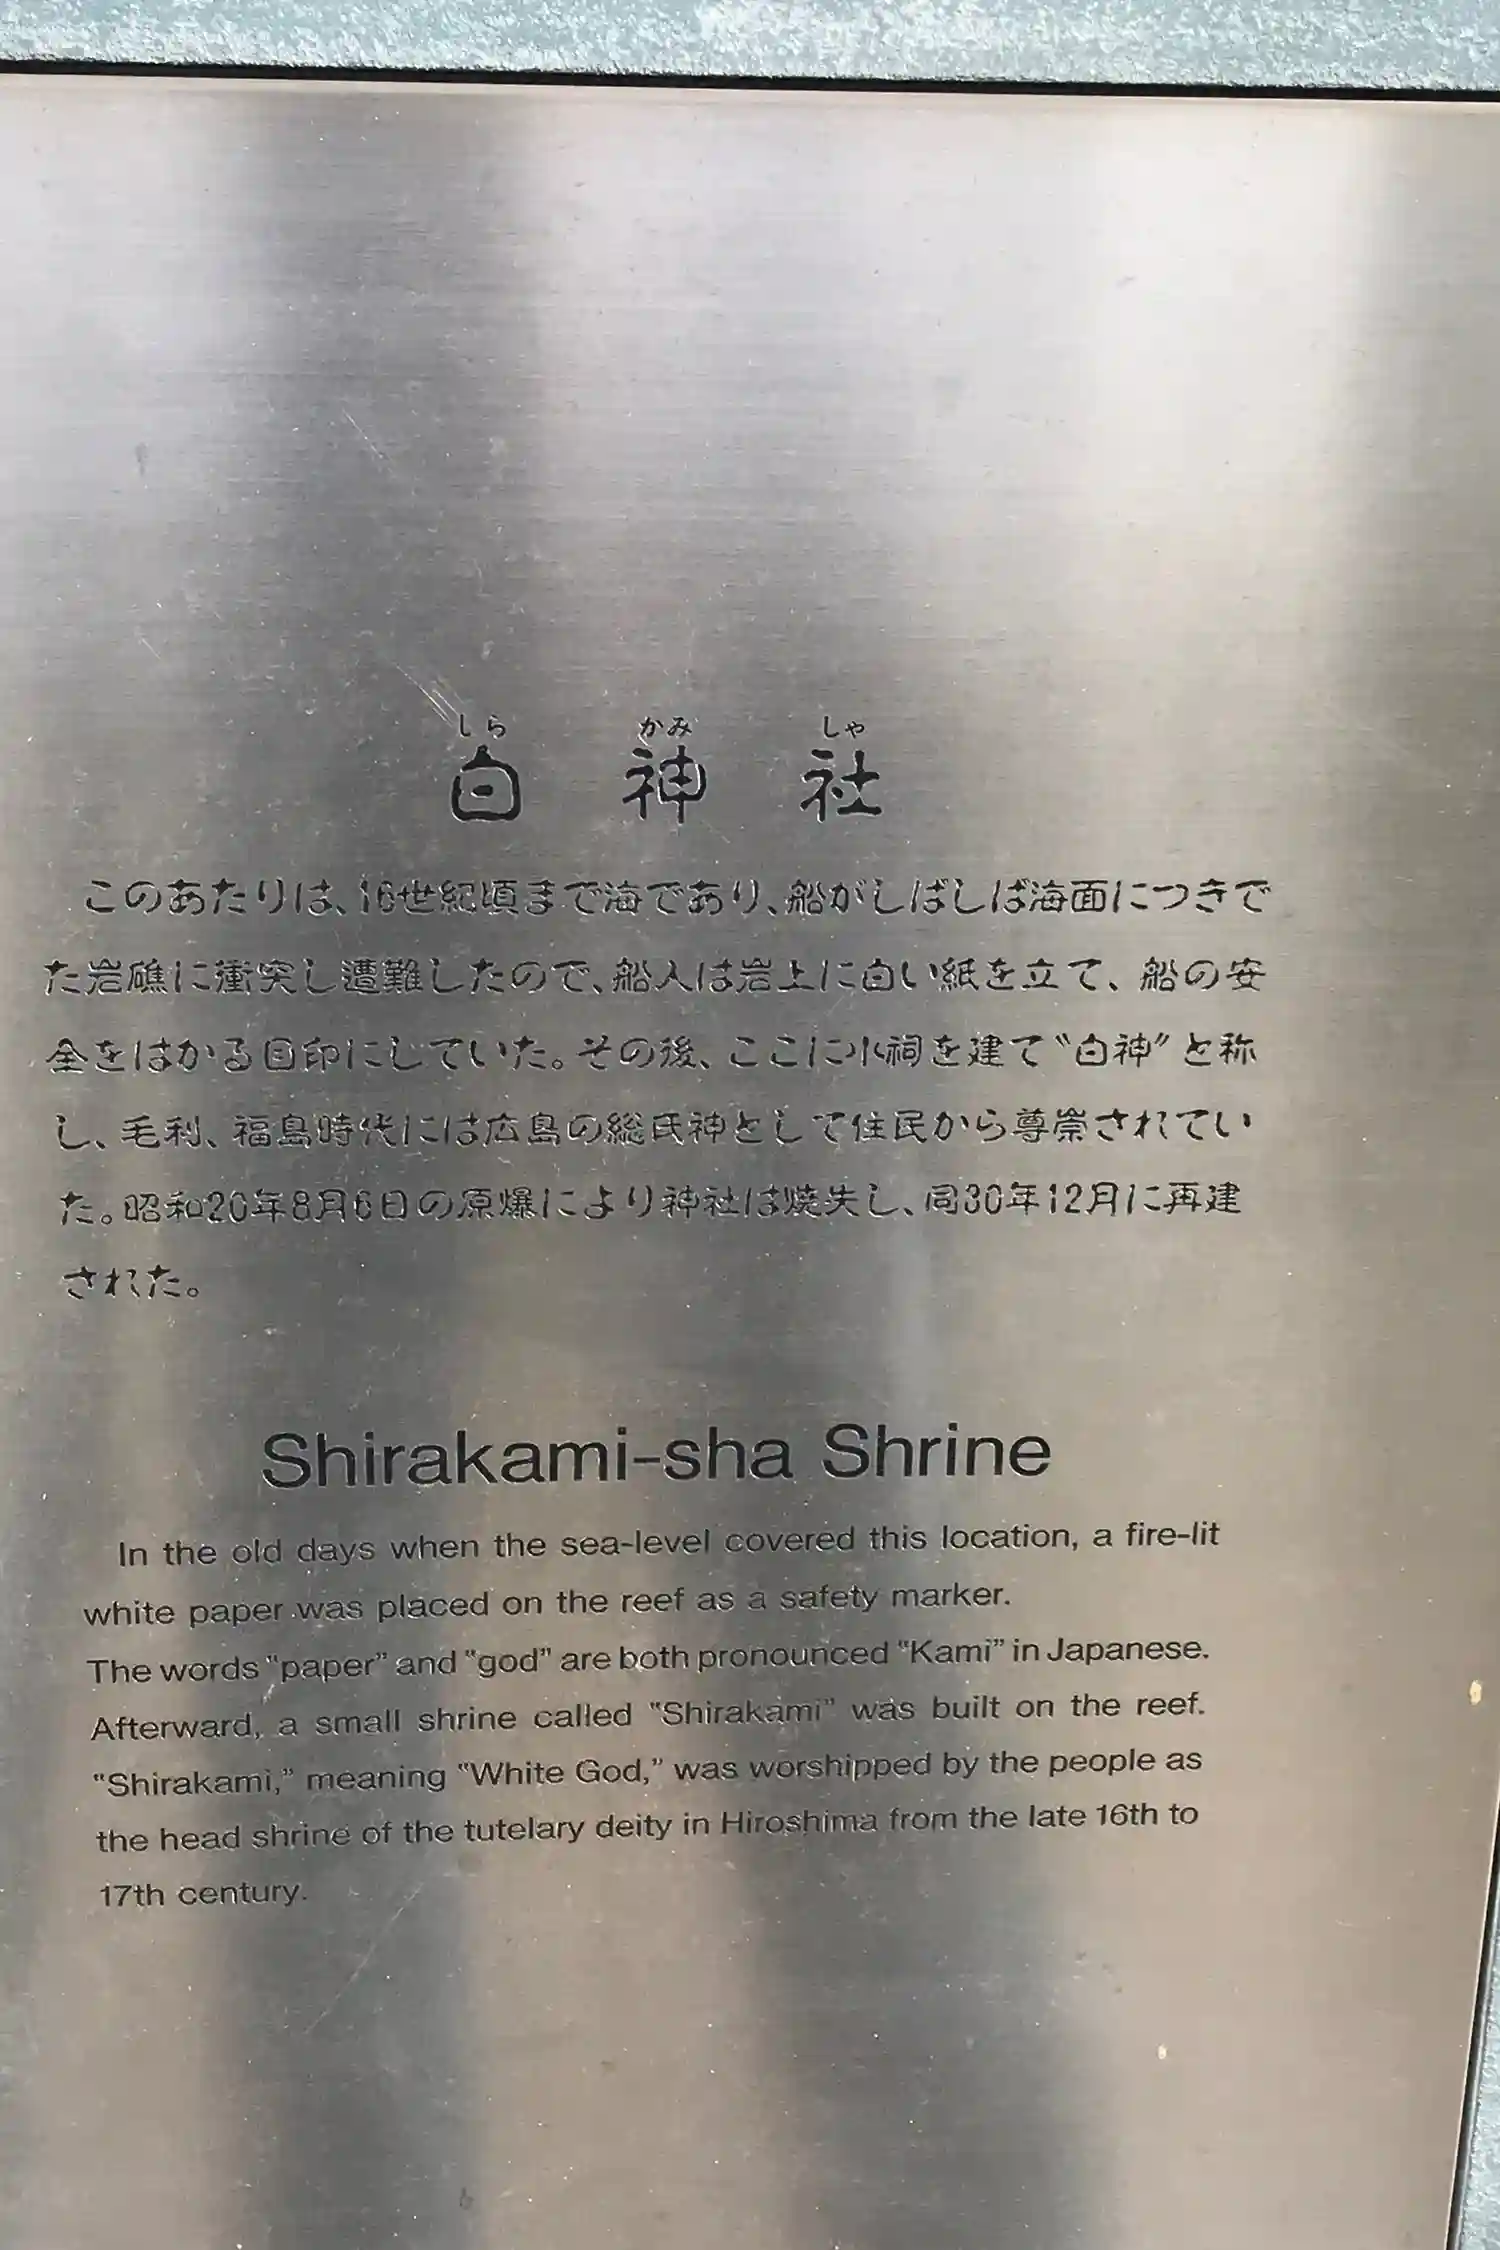 しら かみ しゃ
白 神 社
このあたりは、16世紀頃まで海であり、船がしばしば海面につきで
た岩礁に衝突し遭難したので、船人は岩上に白い紙を立て、船の安
全をはかる目印にしていた。その後、ここに小祠を建て〝白神〟と称
し、毛利、福島時代には広島の総氏神として住民から尊崇されてい
た。昭和20年8月6日の原爆により神社は焼失し、同30年12月に再建
された。
Shirakami-sha Shrine
In the old days when the sea-level covered this location, a fire-lit
white paper was placed on the reef as a safety marker.
The words "paper" and "god" are both pronounced "Kami" in Japanese.
Afterward, a small shrine called "Shirakami" was built on the reef.
"Shirakami," meaning "White God," was worshipped by the people as
the head shrine of the tutelary deity in Hiroshima from the late 16th to
17th century.